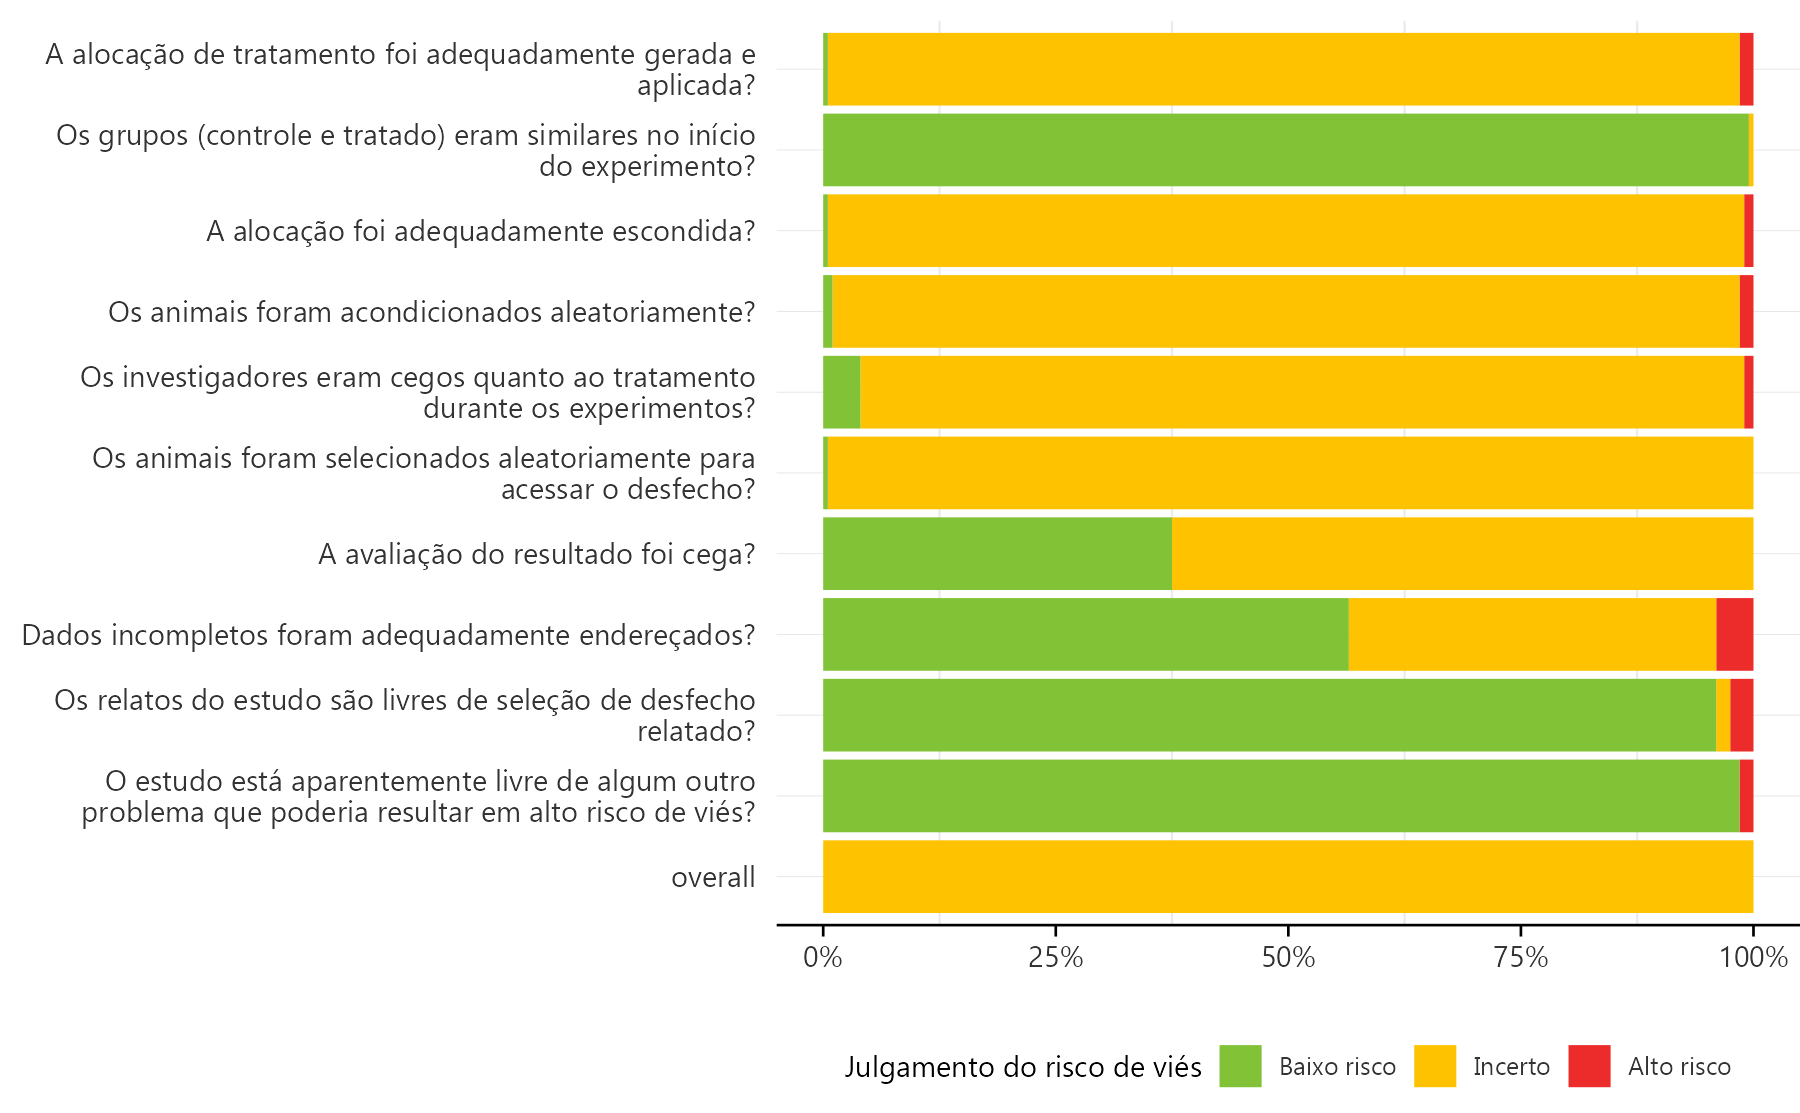 A alocação de tratamento foi adequadamente gerada e
aplicada?
Os grupos (controle e tratado) eram similares no início
do experimento?
A alocação foi adequadamente escondida?
Os animais foram acondicionados aleatoriamente?
Os investigadores eram cegos quanto ao tratamento
durante os experimentos?
Os animais foram selecionados aleatoriamente para
acessar o desfecho?
A avaliação do resultado foi cega?
Dados incompletos foram adequadamente endereçados?
Os relatos do estudo são livres de seleção de desfecho
relatado?
O estudo está aparentemente livre de algum outro
problema que poderia resultar em alto risco de viés?
overall
0% 25% 50% 75% 100%
Julgamento do risco de viés Baixo risco Incerto Alto risco